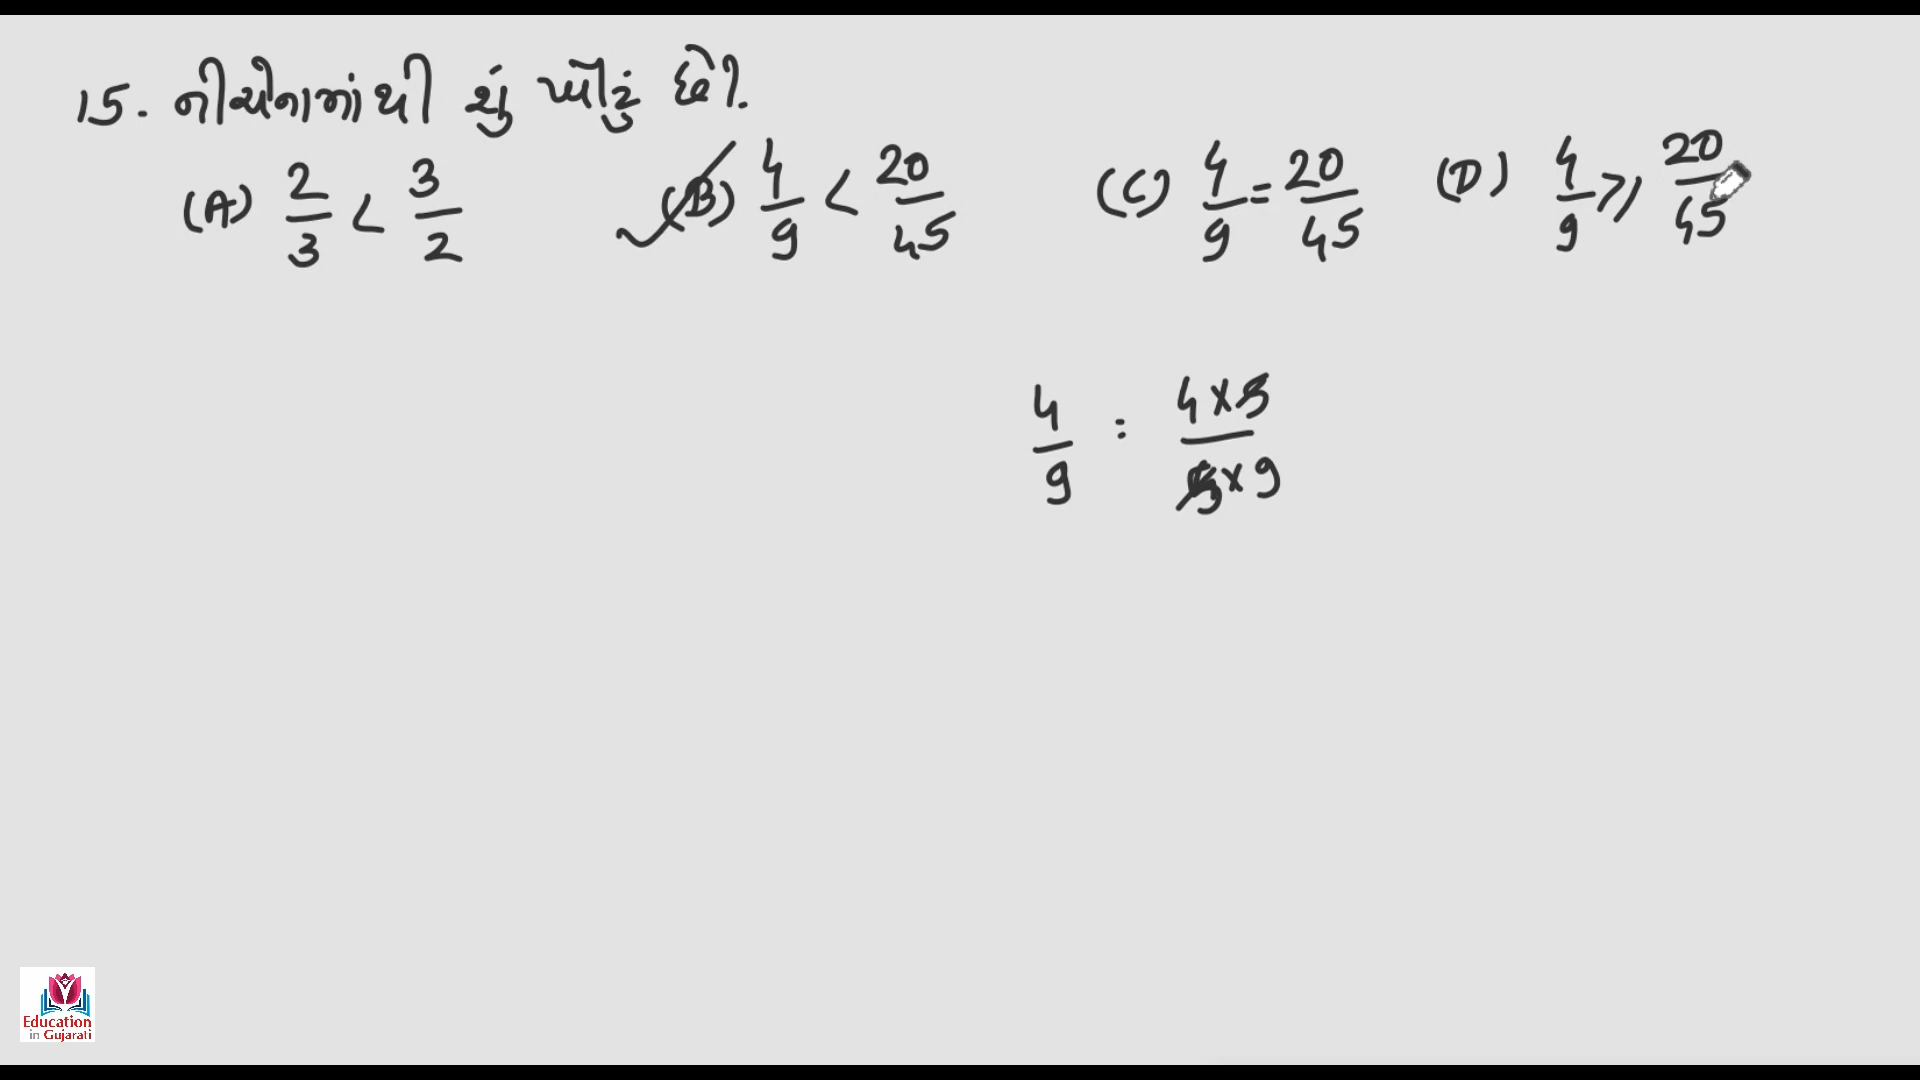 15. નીચેનામાંથી શું ખોટું છે?
(A) 2/3 < 3/2 (B) 4/9 < 20/45 (C) 4/9 = 20/45 (D) 4/9 ≥ 20/45
4/9 = 4×5/5×9
Education
in Gujarati